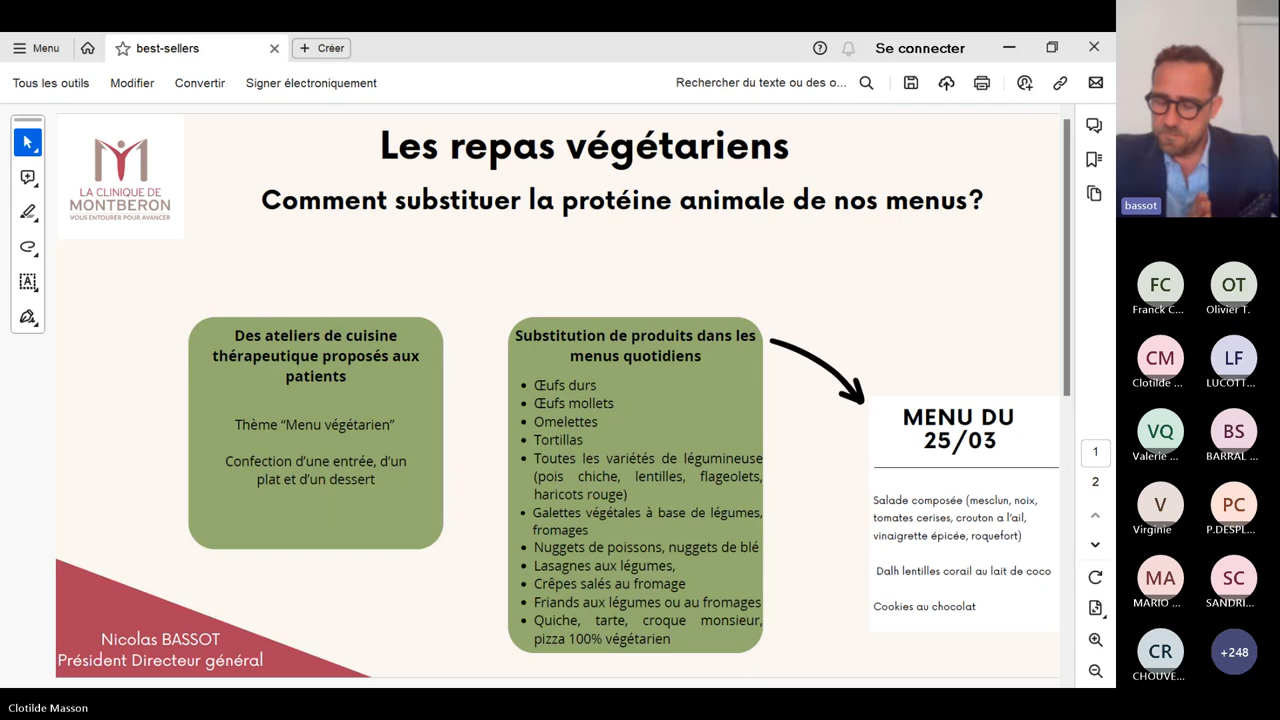 Menu
best-sellers
Créer
Se connecter
Tous les outils
Modifier
Convertir
Signer électroniquement
Rechercher du texte ou des o...
LA CLINIQUE DE
MONTBERON
VOUS ENTOURER POUR AVANCER
Les repas végétariens
Comment substituer la protéine animale de nos menus?
Des ateliers de cuisine
thérapeutique proposés aux
patients
Thème “Menu végétarien”
Confection d’une entrée, d’un
plat et d’un dessert
Substitution de produits dans les
menus quotidiens
• Œufs durs
• Œufs mollets
• Omelettes
• Tortillas
• Toutes les variétés de légumineuse
(pois chiche, lentilles, flageolets,
haricots rouge)
• Galettes végétales à base de légumes,
fromages
• Nuggets de poissons, nuggets de blé
• Lasagnes aux légumes,
• Crêpes salés au fromage
• Friands aux légumes ou au fromages
• Quiche, tarte, croque monsieur,
pizza 100% végétarien
MENU DU
25/03
Salade composée (mesclun, noix,
tomates cerises, crouton a l’ail,
vinaigrette épicée, roquefort)
Dalh lentilles corail au lait de coco
Cookies au chocolat
Nicolas BASSOT
Président Directeur général
1
2
bassot
FC
Franck C...
OT
Olivier T.
CM
Clotilde ...
LF
LUCOTT...
VQ
Valerie ...
BS
BARRAL ...
V
Virginie
PC
P.DESPL...
MA
MARIO ...
SC
SANDRI...
CR
CHOUVE...
+248
Clotilde Masson